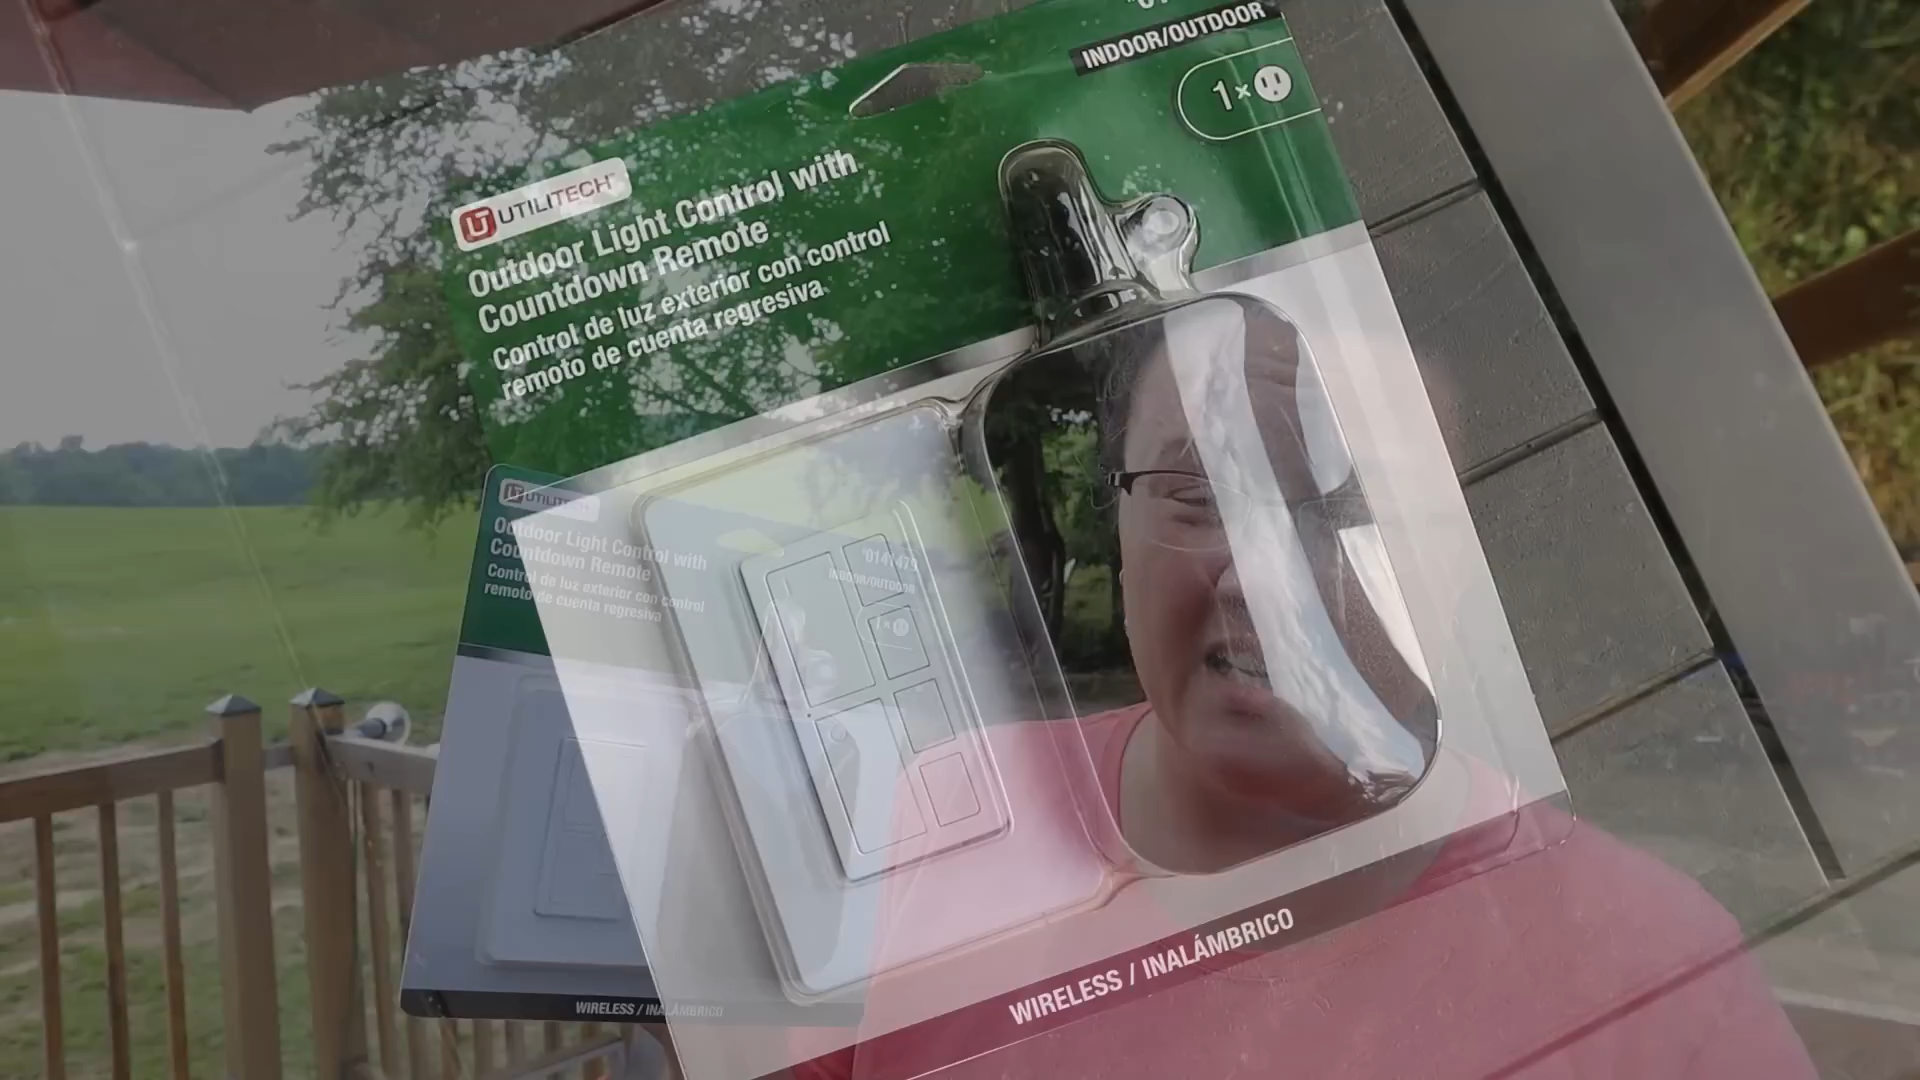 INDOOR/OUTDOOR
1×
UTILITECH
Outdoor Light Control with
Countdown Remote
Control de luz exterior con control
remoto de cuenta regresiva
WIRELESS / INALÁMBRICO
UTILITECH
Outdoor Light Control with
Countdown Remote
Control de luz exterior con control
remoto de cuenta regresiva
0141479
INDOOR/OUTDOOR
1×
WIRELESS / INALÁMBRICO